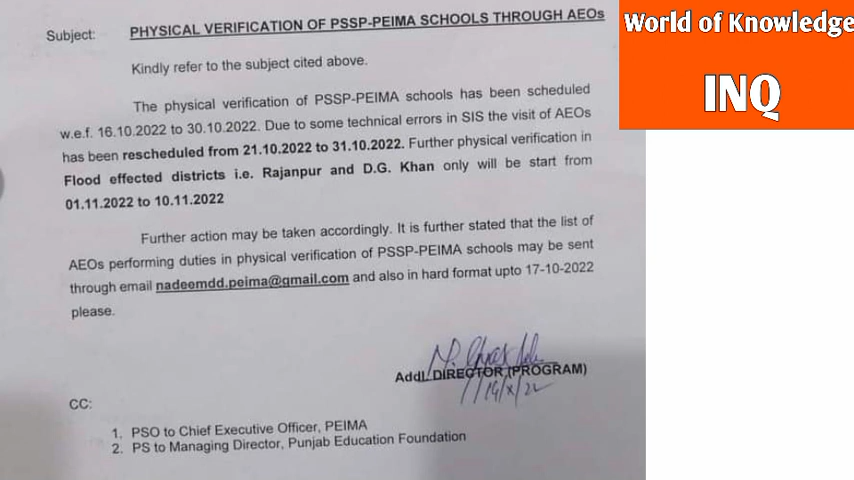 Subject: PHYSICAL VERIFICATION OF PSSP-PEIMA SCHOOLS THROUGH AEOs
Kindly refer to the subject cited above.
The physical verification of PSSP-PEIMA schools has been scheduled
w.e.f. 16.10.2022 to 30.10.2022. Due to some technical errors in SIS the visit of AEOs
has been rescheduled from 21.10.2022 to 31.10.2022. Further physical verification in
Flood effected districts i.e. Rajanpur and D.G. Khan only will be start from
01.11.2022 to 10.11.2022
Further action may be taken accordingly. It is further stated that the list of
AEOs performing duties in physical verification of PSSP-PEIMA schools may be sent
through email nadeemdd.peima@gmail.com and also in hard format upto 17-10-2022
please.
Addl. DIRECTOR (PROGRAM)
14/X/22
CC:
1. PSO to Chief Executive Officer, PEIMA
2. PS to Managing Director, Punjab Education Foundation
World of Knowledge
INQ